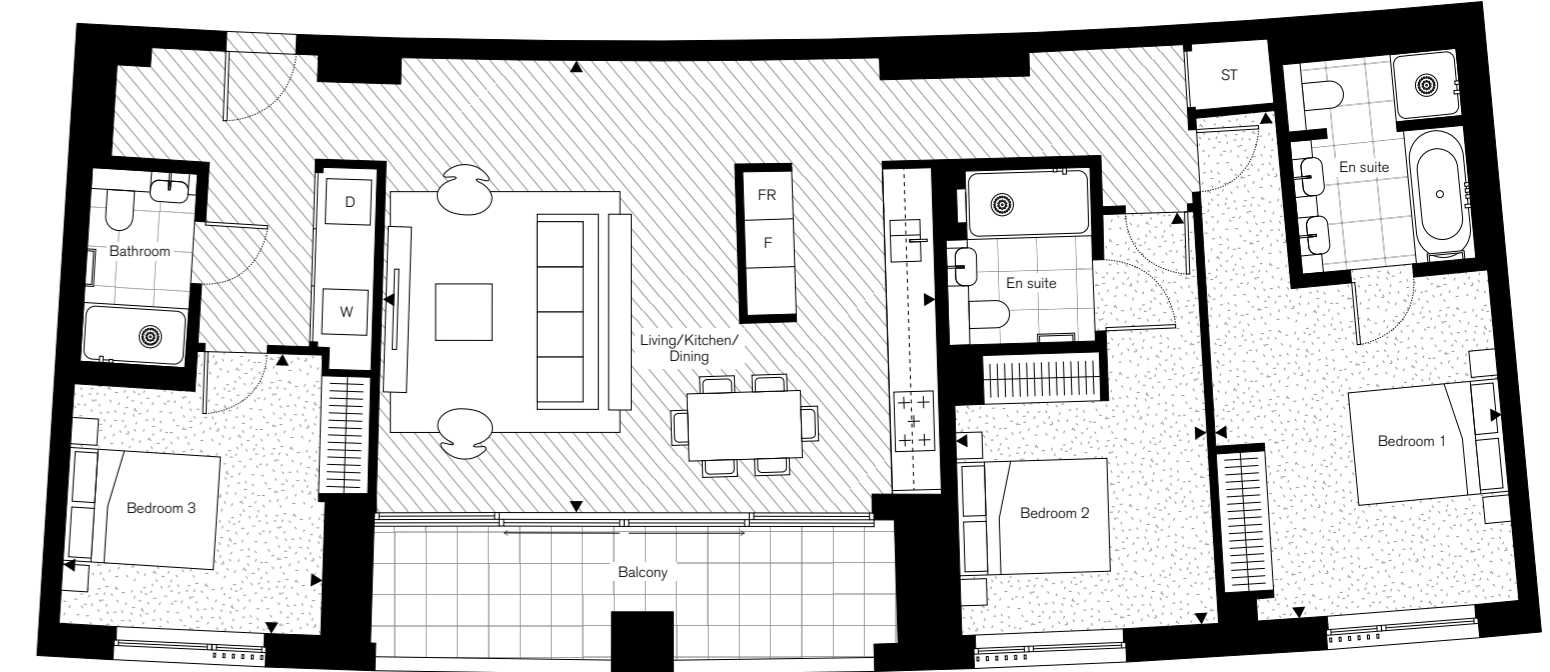 ST
En suite
FR
D
F
Bathroom
En suite
W
Living/Kitchen/
Dining
Bedroom 1
Bedroom 3
Bedroom 2
Balcony